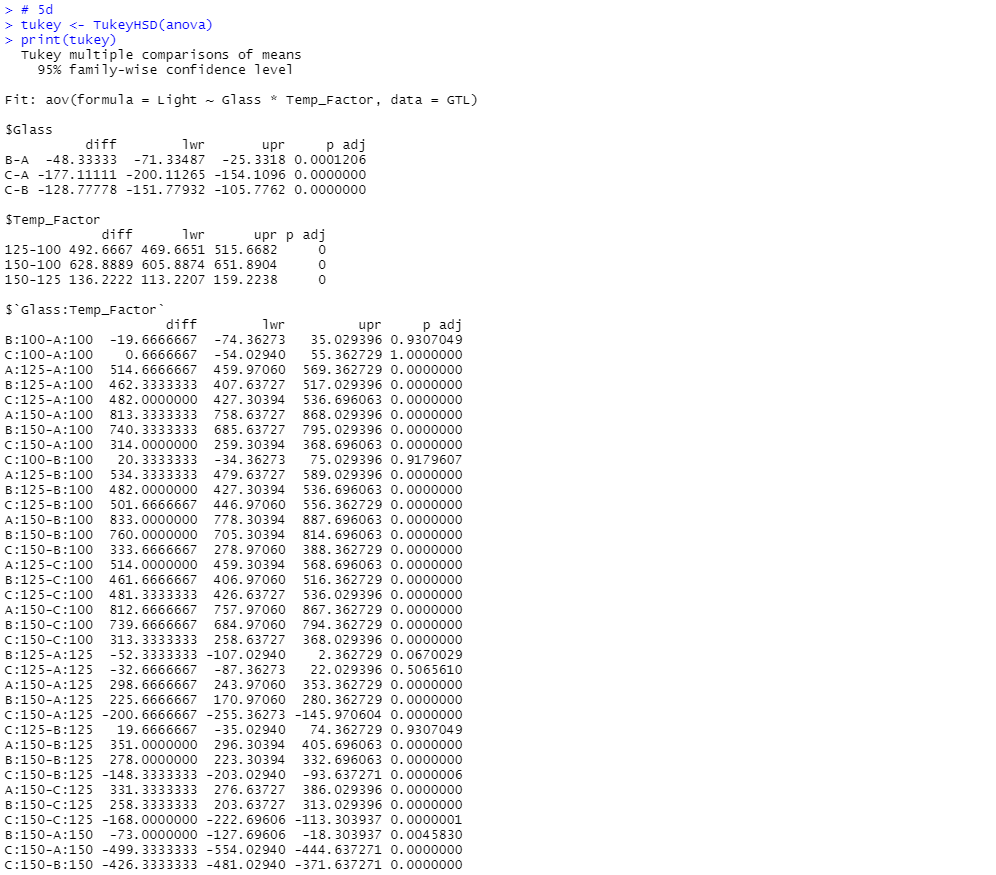 > # 5d
> tukey <- TukeyHSD(anova)
> print(tukey)
  Tukey multiple comparisons of means
    95% family-wise confidence level

Fit: aov(formula = Light ~ Glass * Temp_Factor, data = GTL)

$Glass
          diff        lwr       upr     p adj
B-A  -48.33333  -71.33487  -25.3318 0.0001206
C-A -177.11111 -200.11265 -154.1096 0.0000000
C-B -128.77778 -151.77932 -105.7762 0.0000000

$Temp_Factor
            diff      lwr      upr p adj
125-100 492.6667 469.6651 515.6682     0
150-100 628.8889 605.8874 651.8904     0
150-125 136.2222 113.2207 159.2238     0

$`Glass:Temp_Factor`
                    diff        lwr         upr     p adj
B:100-A:100  -19.6666667  -74.36273   35.029396 0.9307049
C:100-A:100    0.6666667  -54.02940   55.362729 1.0000000
A:125-A:100  514.6666667  459.97060  569.362729 0.0000000
B:125-A:100  462.3333333  407.63727  517.029396 0.0000000
C:125-A:100  482.0000000  427.30394  536.696063 0.0000000
A:150-A:100  813.3333333  758.63727  868.029396 0.0000000
B:150-A:100  740.3333333  685.63727  795.029396 0.0000000
C:150-A:100  314.0000000  259.30394  368.696063 0.0000000
C:100-B:100   20.3333333  -34.36273   75.029396 0.9179607
A:125-B:100  534.3333333  479.63727  589.029396 0.0000000
B:125-B:100  482.0000000  427.30394  536.696063 0.0000000
C:125-B:100  501.6666667  446.97060  556.362729 0.0000000
A:150-B:100  833.0000000  778.30394  887.696063 0.0000000
B:150-B:100  760.0000000  705.30394  814.696063 0.0000000
C:150-B:100  333.6666667  278.97060  388.362729 0.0000000
A:125-C:100  514.0000000  459.30394  568.696063 0.0000000
B:125-C:100  461.6666667  406.97060  516.362729 0.0000000
C:125-C:100  481.3333333  426.63727  536.029396 0.0000000
A:150-C:100  812.6666667  757.97060  867.362729 0.0000000
B:150-C:100  739.6666667  684.97060  794.362729 0.0000000
C:150-C:100  313.3333333  258.63727  368.029396 0.0000000
B:125-A:125  -52.3333333 -107.02940    2.362729 0.0670029
C:125-A:125  -32.6666667  -87.36273   22.029396 0.5065610
A:150-A:125  298.6666667  243.97060  353.362729 0.0000000
B:150-A:125  225.6666667  170.97060  280.362729 0.0000000
C:150-A:125 -200.6666667 -255.36273 -145.970604 0.0000000
C:125-B:125   19.6666667  -35.02940   74.362729 0.9307049
A:150-B:125  351.0000000  296.30394  405.696063 0.0000000
B:150-B:125  278.0000000  223.30394  332.696063 0.0000000
C:150-B:125 -148.3333333 -203.02940  -93.637271 0.0000006
A:150-C:125  331.3333333  276.63727  386.029396 0.0000000
B:150-C:125  258.3333333  203.63727  313.029396 0.0000000
C:150-C:125 -168.0000000 -222.69606 -113.303937 0.0000001
B:150-A:150  -73.0000000 -127.69606  -18.303937 0.0045830
C:150-A:150 -499.3333333 -554.02940 -444.637271 0.0000000
C:150-B:150 -426.3333333 -481.02940 -371.637271 0.0000000